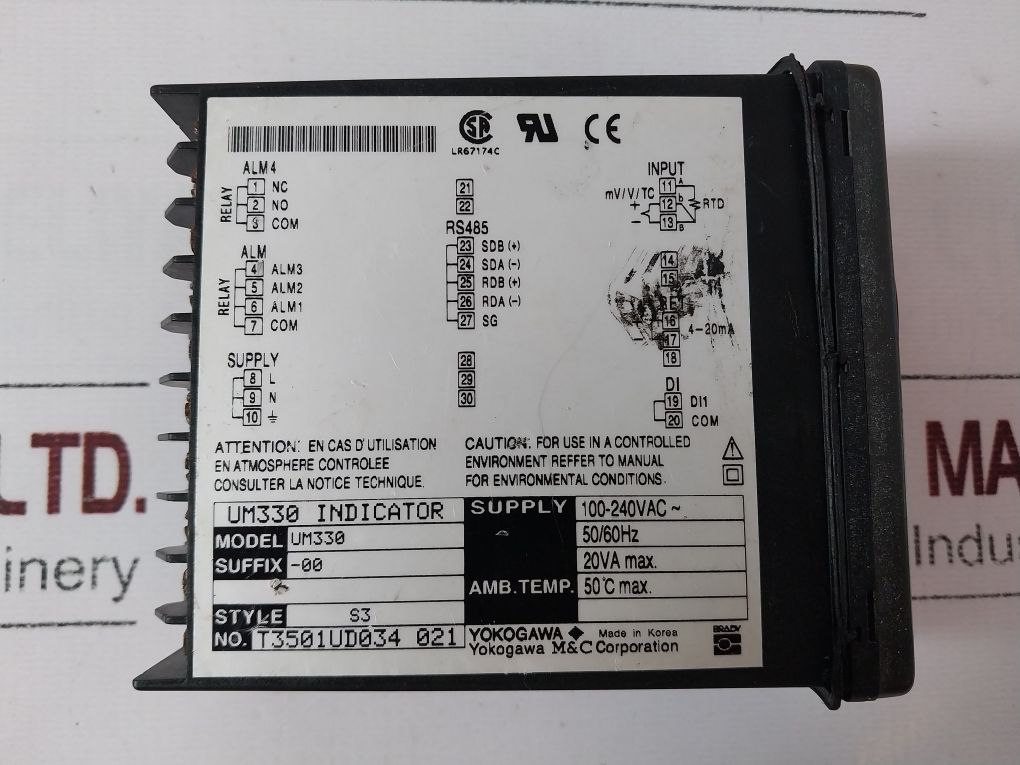 LR67174C
ALM4
RELAY
1 NC
2 NO
3 COM
ALM
RELAY
4 ALM3
5 ALM2
6 ALM1
7 COM
SUPPLY
8 L
9 N
10
21
22
RS485
23 SDB (+)
24 SDA (-)
25 RDB (+)
26 RDA (-)
27 SG
28
29
30
INPUT
mV/V/TC
11 A
+ 12 b RTD
- 13 B
14
15
RET
16
4-20mA
- 17
18
DI
19 DI1
20 COM
ATTENTION: EN CAS D'UTILISATION
EN ATMOSPHERE CONTROLEE
CONSULTER LA NOTICE TECHNIQUE.
CAUTION: FOR USE IN A CONTROLLED
ENVIRONMENT REFFER TO MANUAL
FOR ENVIRONMENTAL CONDITIONS.
UM330 INDICATOR
MODEL UM330
SUFFIX -00
STYLE S3
NO. T3501UD034 021
SUPPLY 100-240VAC ~
50/60Hz
20VA max.
AMB.TEMP. 50°C max.
YOKOGAWA Made in Korea
Yokogawa M&C Corporation
BRADY
LTD.
inery
MA
Indus